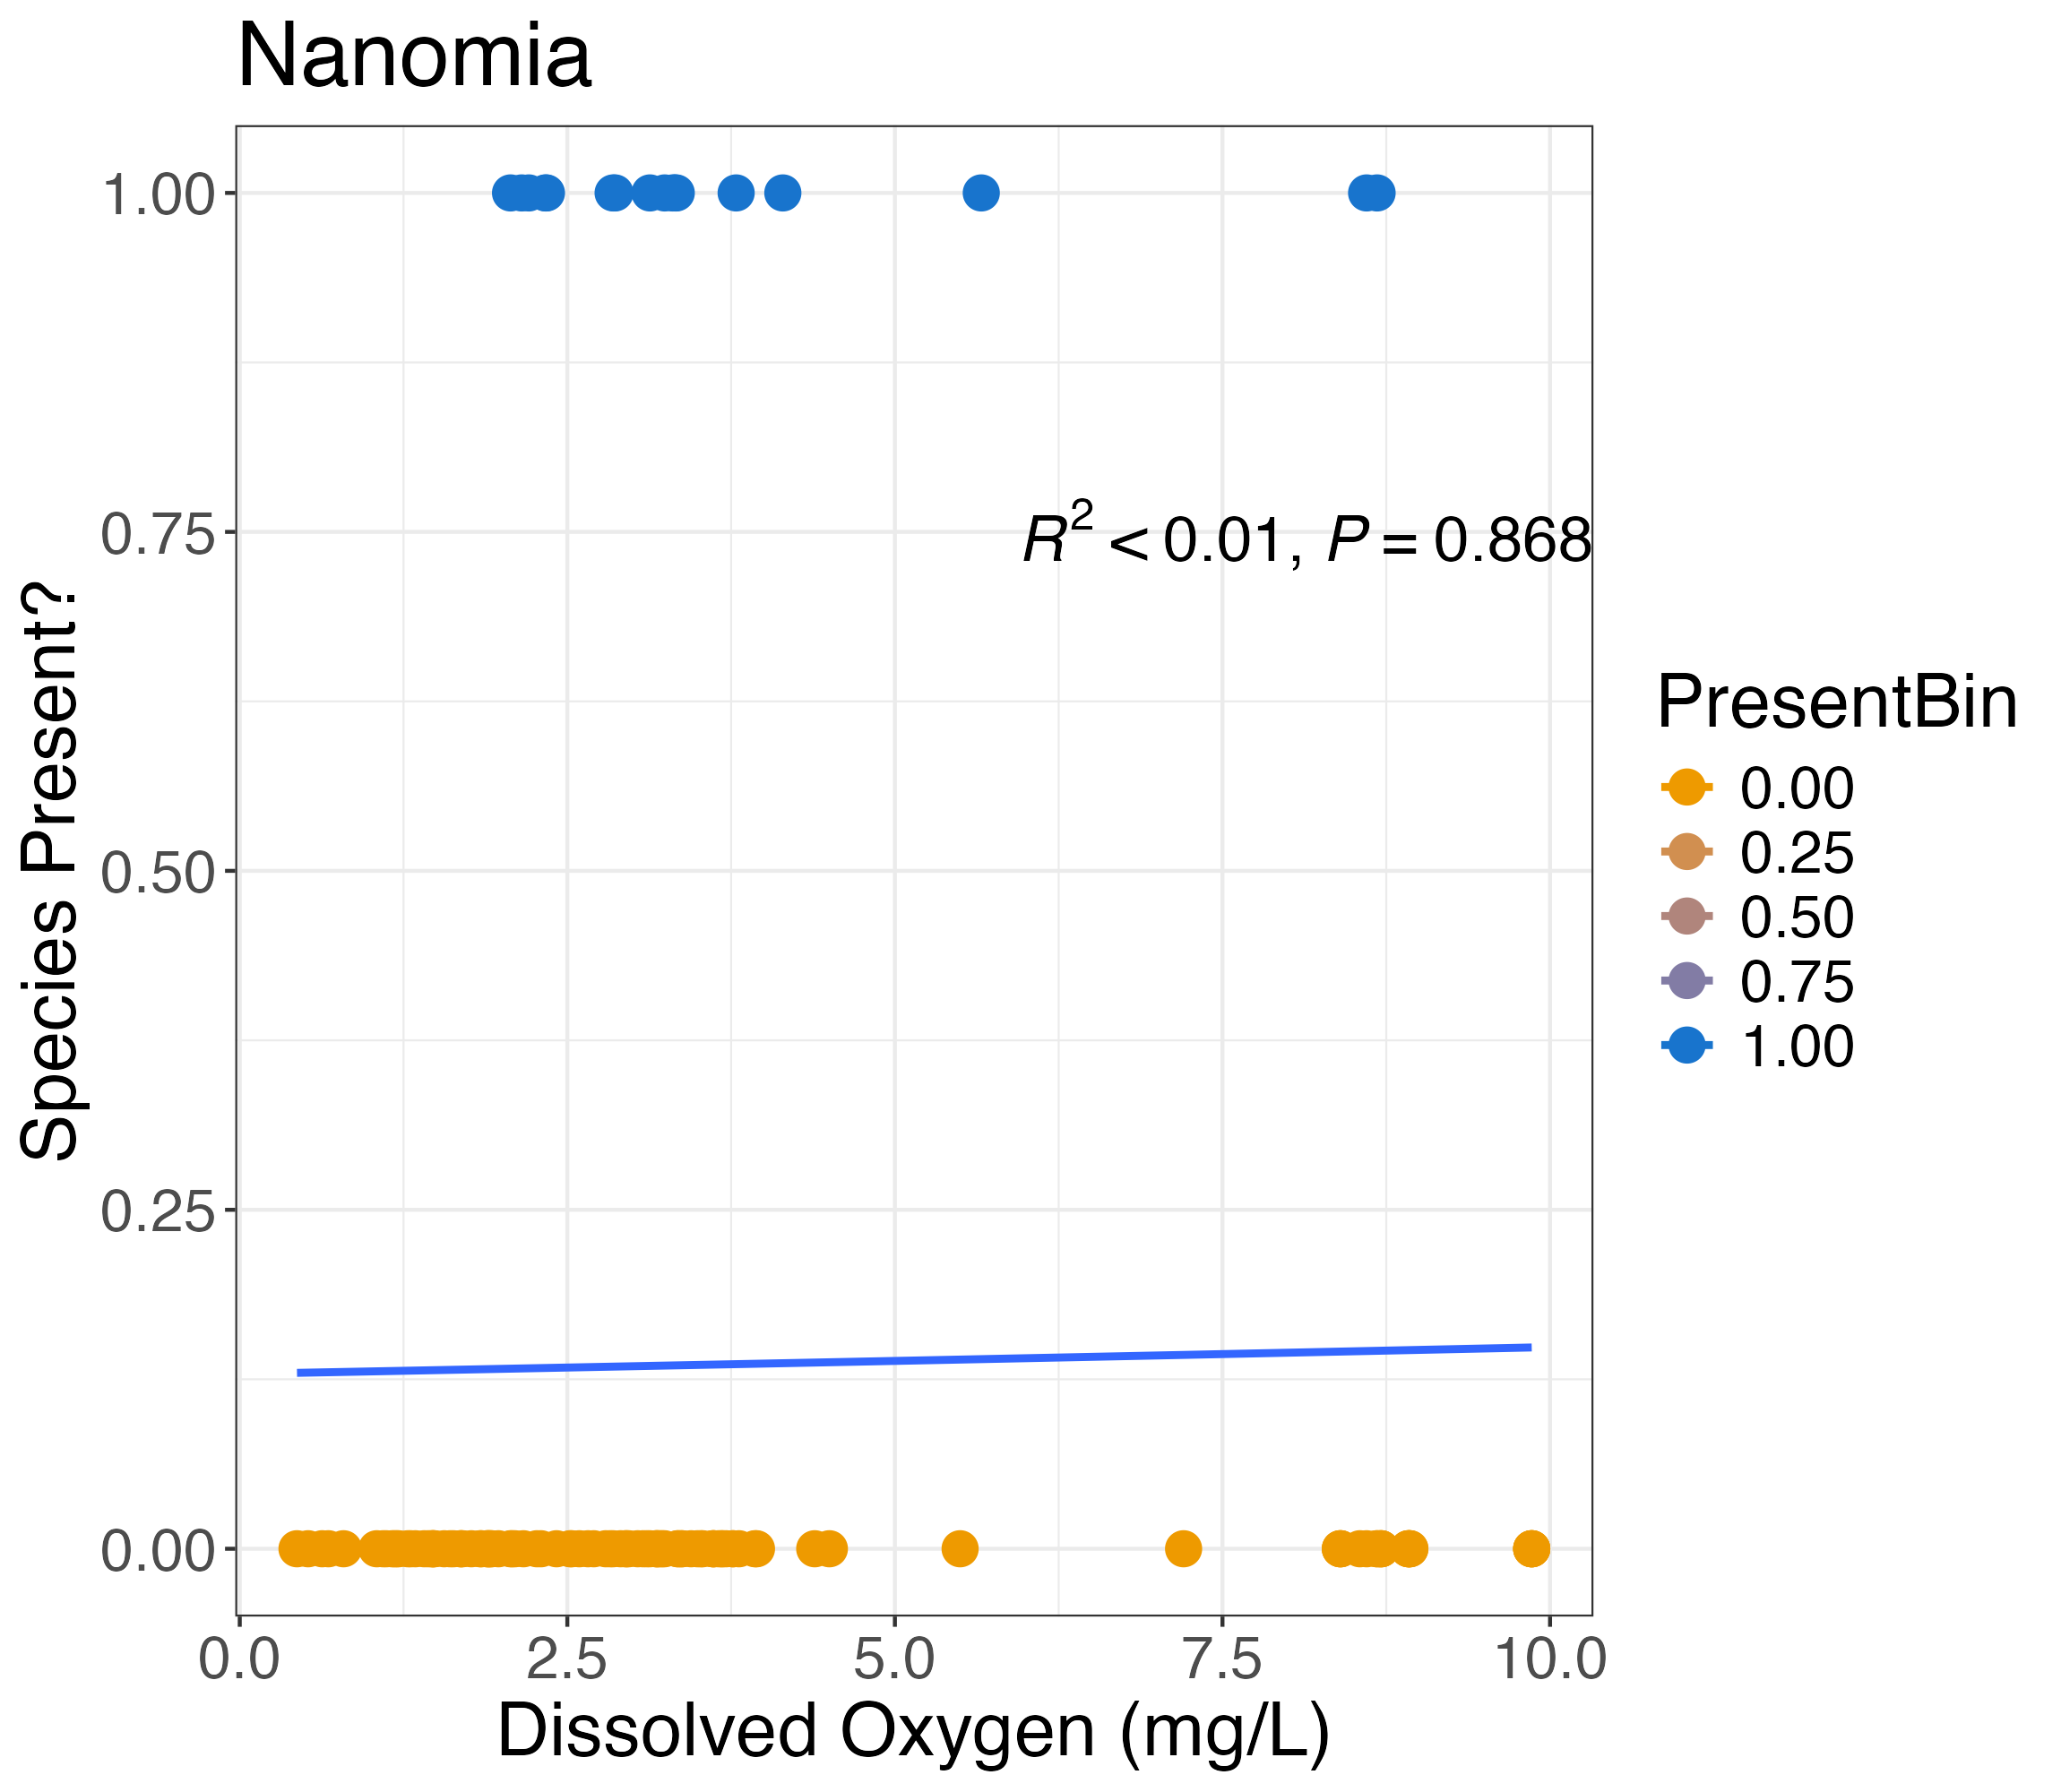 Nanomia
Species Present?
1.00
0.75
0.50
0.25
0.00
R² < 0.01, P = 0.868
0.0 2.5 5.0 7.5 10.0
Dissolved Oxygen (mg/L)
PresentBin
0.00
0.25
0.50
0.75
1.00